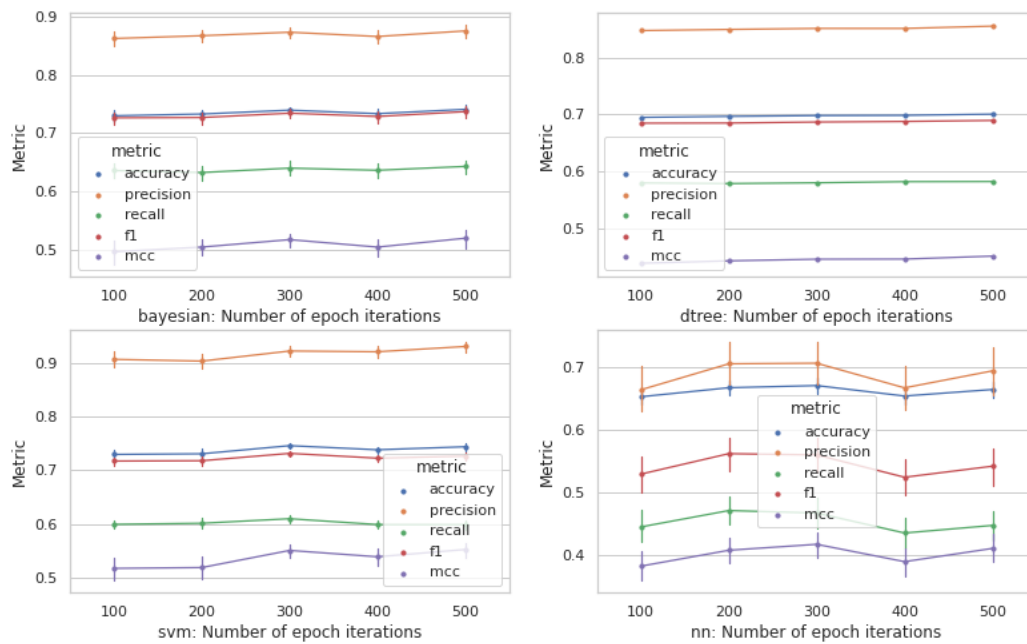 0.9
0.8
0.7
0.6
0.5
Metric
metric
accuracy
precision
recall
f1
mcc
100 200 300 400 500
bayesian: Number of epoch iterations
0.8
0.7
0.6
0.5
Metric
metric
accuracy
precision
recall
f1
mcc
100 200 300 400 500
dtree: Number of epoch iterations
0.9
0.8
0.7
0.6
0.5
Metric
metric
accuracy
precision
recall
f1
mcc
100 200 300 400 500
svm: Number of epoch iterations
0.7
0.6
0.5
0.4
Metric
metric
accuracy
precision
recall
f1
mcc
100 200 300 400 500
nn: Number of epoch iterations